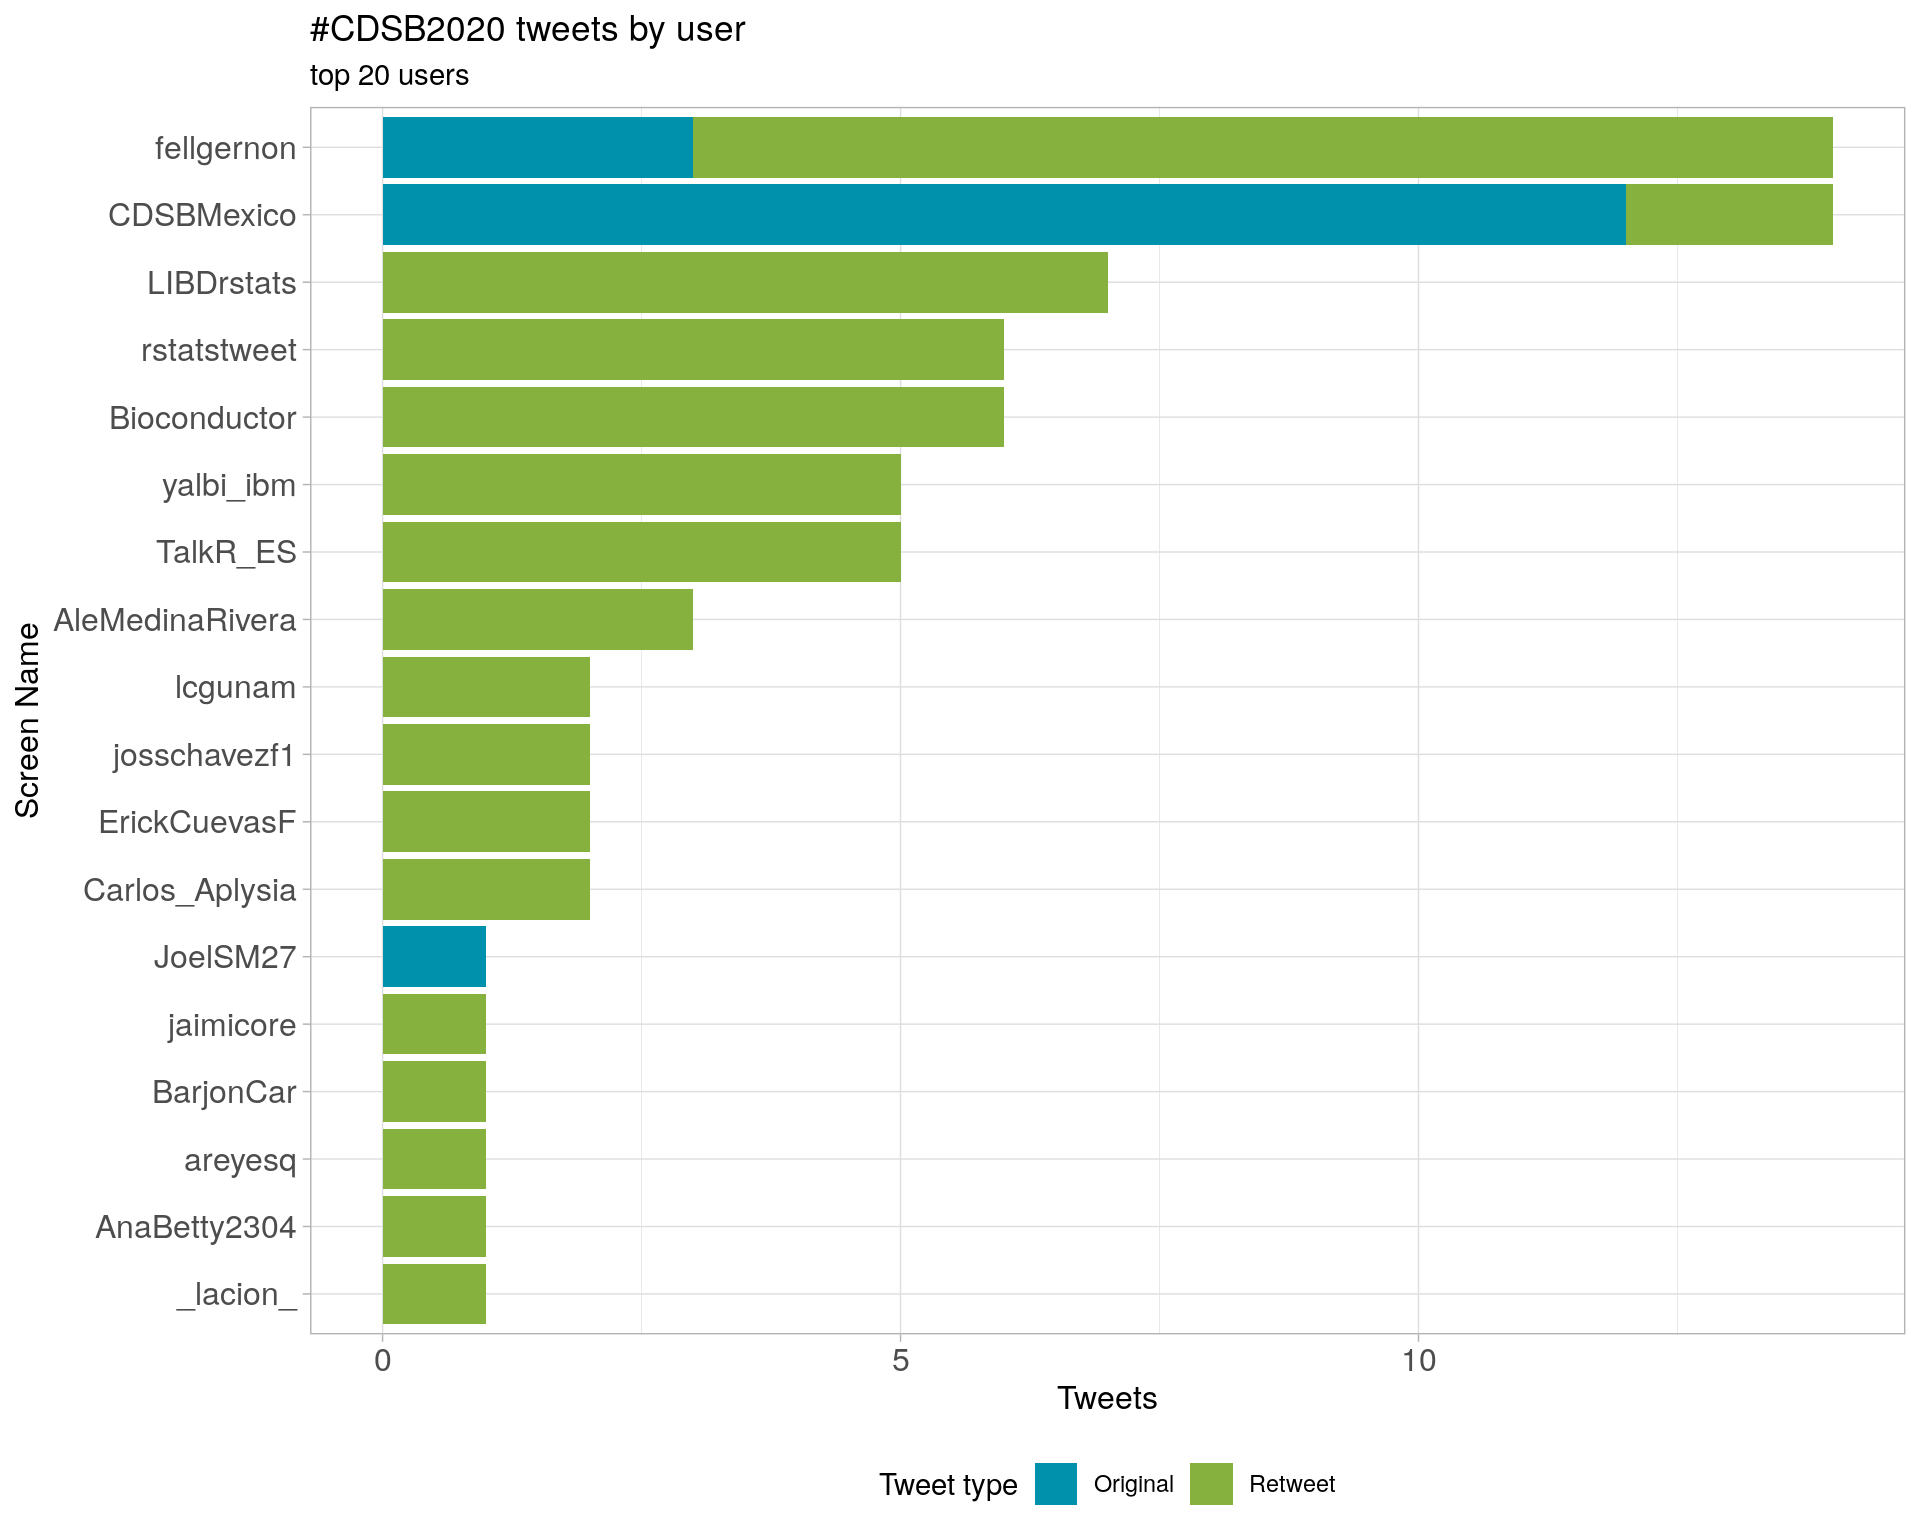 #CDSB2020 tweets by user
top 20 users
fellgernon
CDSBMexico
LIBDrstats
rstatstweet
Bioconductor
yalbi_ibm
TalkR_ES
AleMedinaRivera
lcgunam
josschavezf1
ErickCuevasF
Carlos_Aplysia
JoelSM27
jaimicore
BarjonCar
areyesq
AnaBetty2304
_lacion_
Screen Name
0 5 10
Tweets
Tweet type Original Retweet